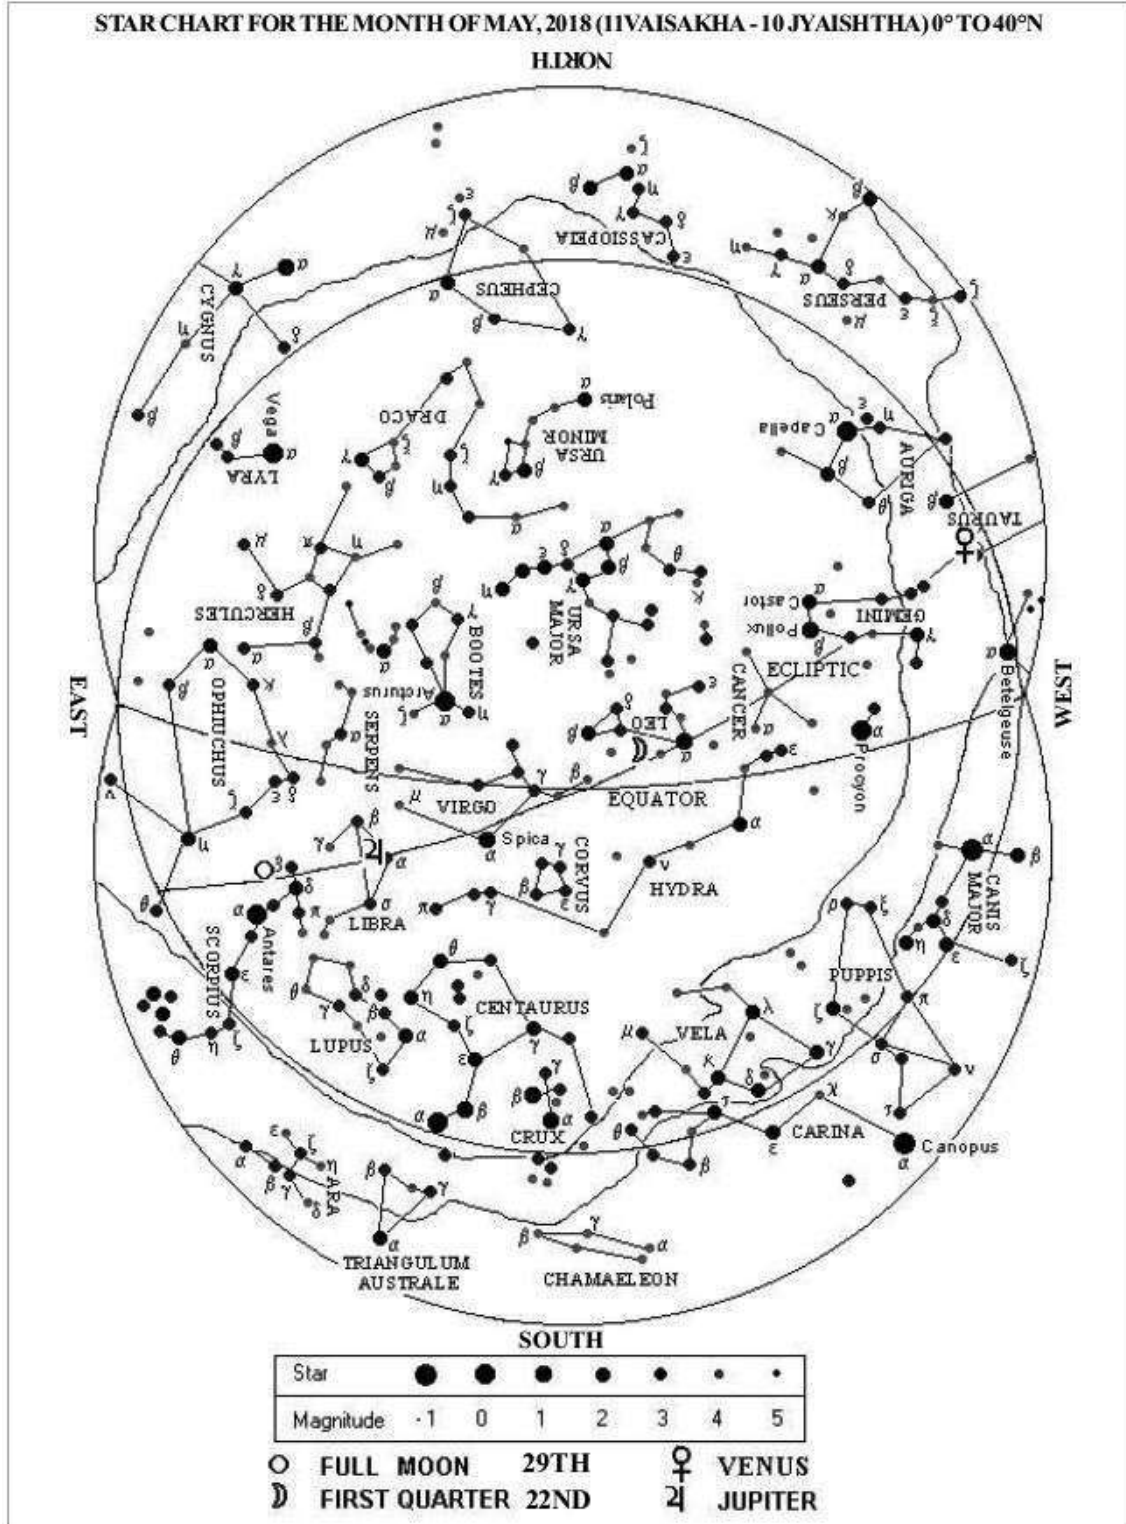 STAR CHART FOR THE MONTH OF MAY, 2018 (11VAISAKHA - 10 JYAISHTHA) 0° TO 40°N
NORTH
CASSIOPEIA
CEPHEUS
PERSEUS
CYGNUS
Vega
LYRA
DRACO
Polaris
URSA
MINOR
Capella
AURIGA
TAURUS
HERCULES
BOOTES
Arcturus
URSA
MAJOR
Castor
Pollux
GEMINI
ECLIPTIC
CANCER
LEO
Betelgeuse
Procyon
EAST
WEST
OPHIUCHUS
SERPENS
VIRGO
EQUATOR
Spica
CORVUS
HYDRA
LIBRA
CANIS
MAJOR
SCORPIUS
Antares
LUPUS
CENTAURUS
VELA
PUPPIS
CRUX
CARINA
Canopus
ARA
TRIANGULUM
AUSTRALE
CHAMAELEON
SOUTH
Star
Magnitude -1 0 1 2 3 4 5
FULL MOON 29TH ♀ VENUS
FIRST QUARTER 22ND ♃ JUPITER